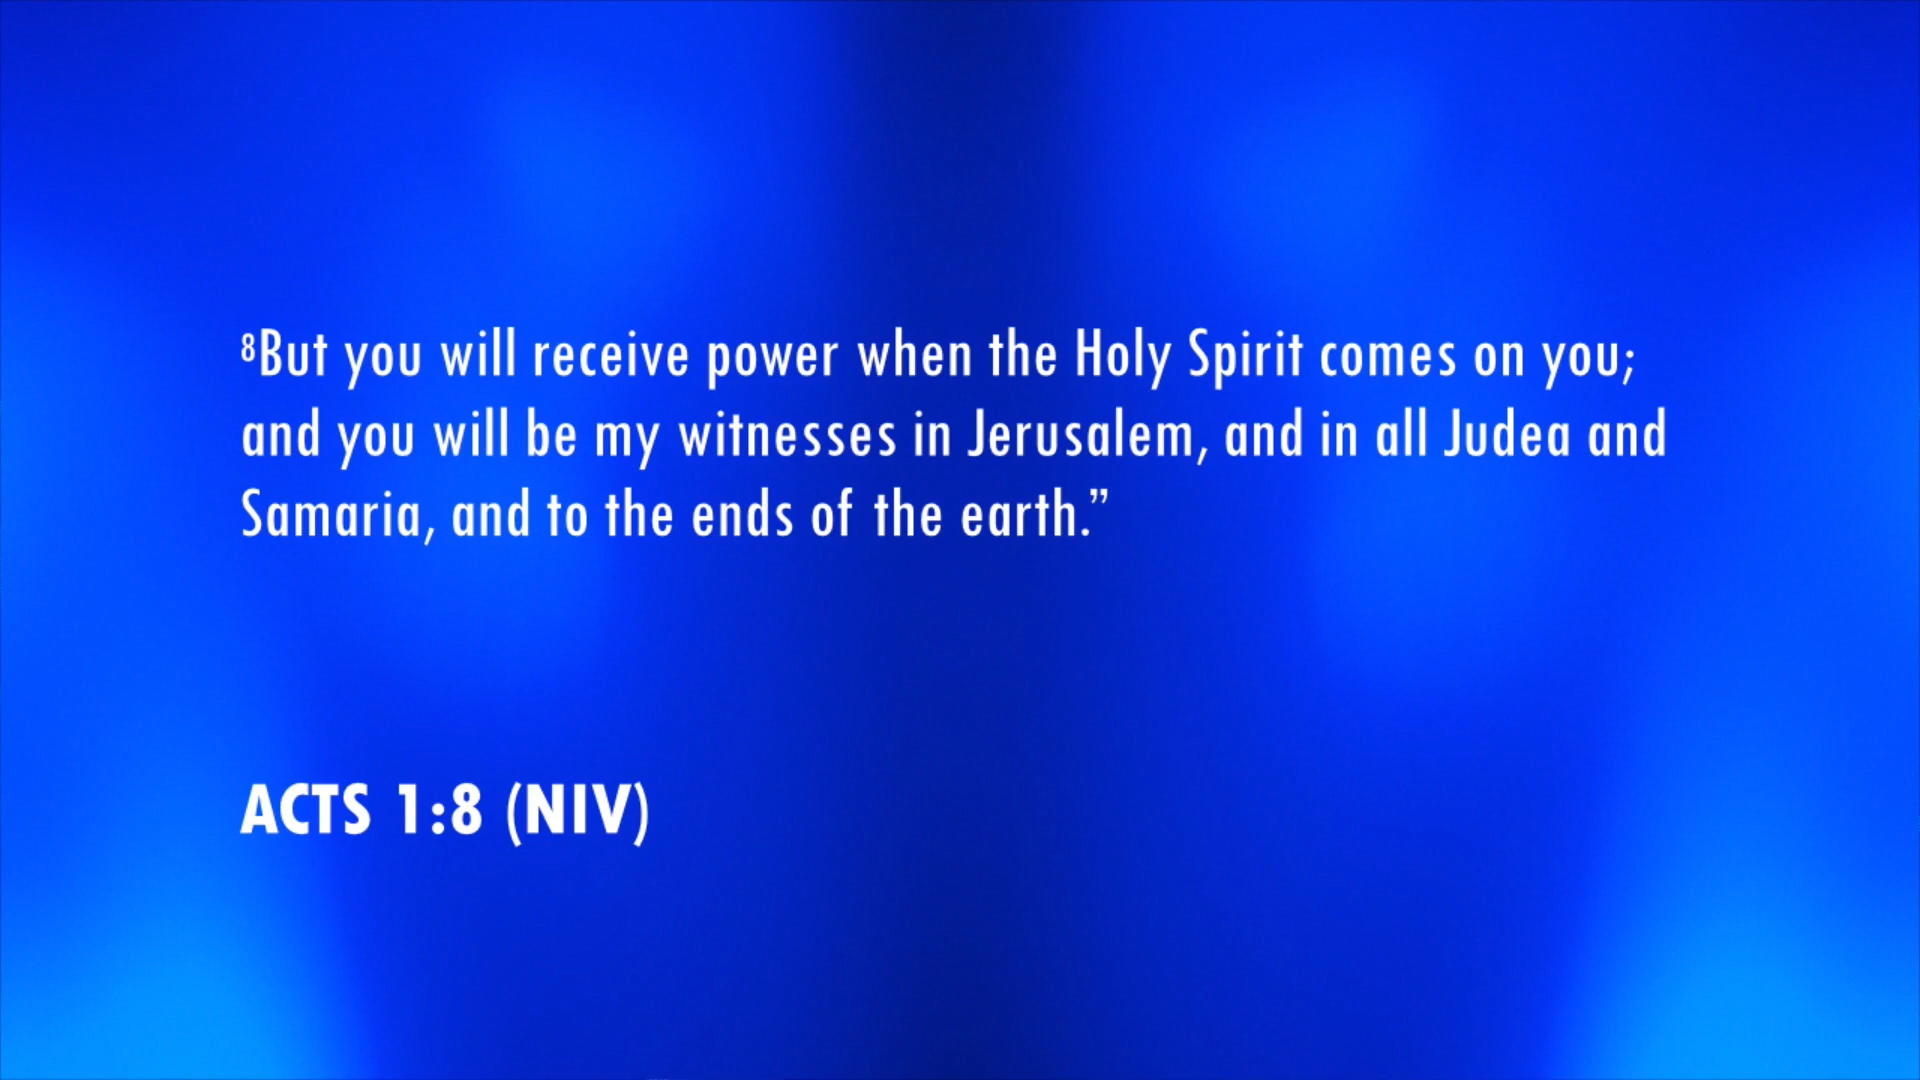 ⁸But you will receive power when the Holy Spirit comes on you;
and you will be my witnesses in Jerusalem, and in all Judea and
Samaria, and to the ends of the earth.”
ACTS 1:8 (NIV)